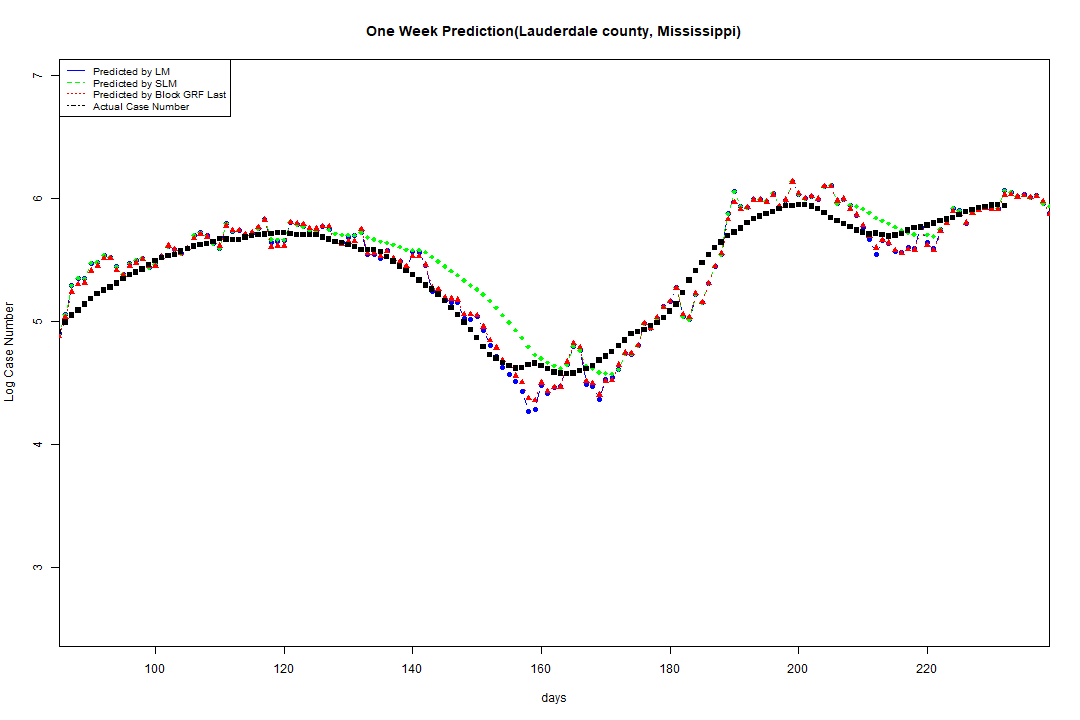 One Week Prediction(Lauderdale county, Mississippi)
Predicted by LM
Predicted by SLM
Predicted by Block GRF Last
Actual Case Number
7
6
5
4
3
Log Case Number
100 120 140 160 180 200 220
days